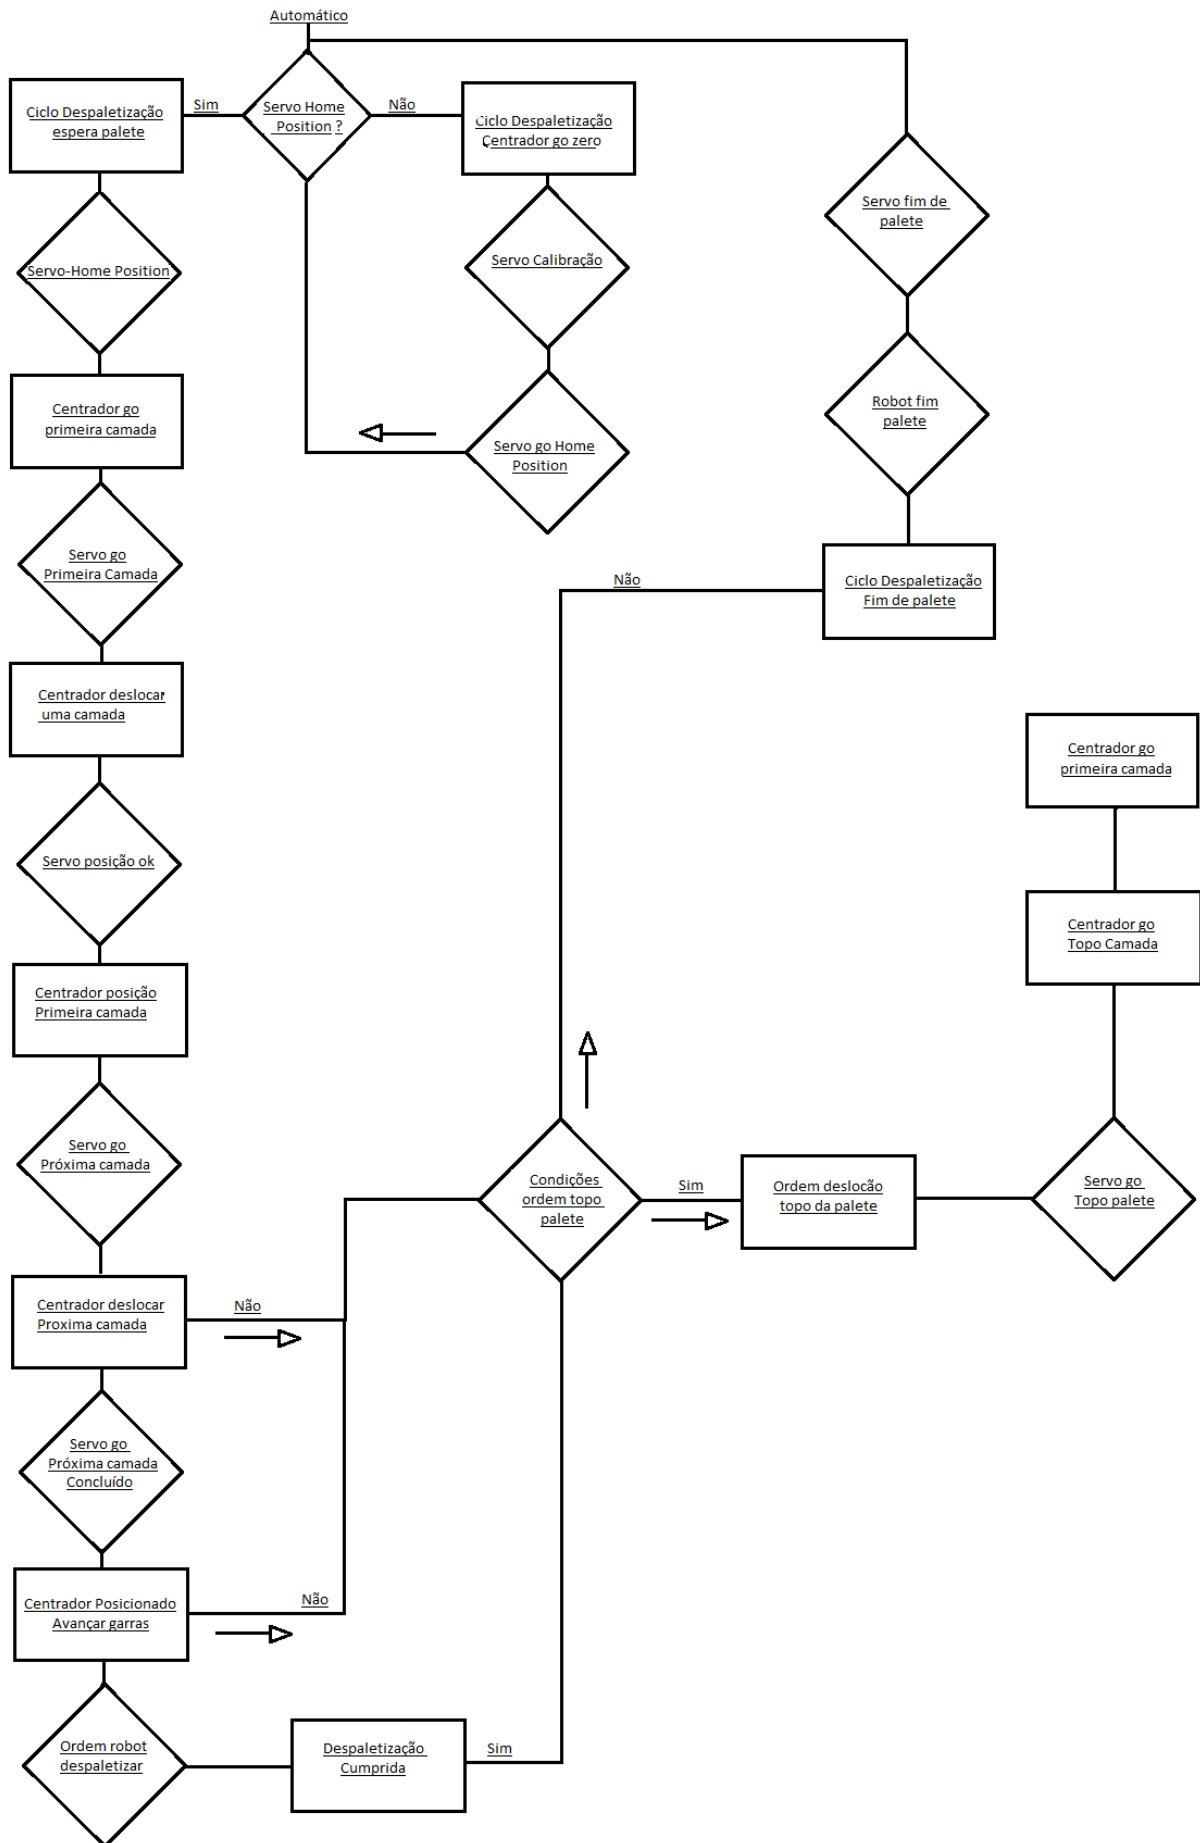 Automático
Ciclo Despaletização
espera palete
Sim
Servo Home
Position ?
Não
Ciclo Despaletização
Centrador go zero
Servo fim de
palete
Servo-Home Position
Servo Calibração
Robot fim
palete
Centrador go
primeira camada
Servo go Home
Position
Servo go
Primeira Camada
Não
Ciclo Despaletização
Fim de palete
Centrador deslocar
uma camada
Centrador go
primeira camada
Servo posição ok
Centrador go
Topo Camada
Centrador posição
Primeira camada
Servo go
Próxima camada
Condições
ordem topo
palete
Sim
Ordem deslocão
topo da palete
Servo go
Topo palete
Centrador deslocar
Proxima camada
Não
Servo go
Próxima camada
Concluído
Centrador Posicionado
Avançar garras
Não
Ordem robot
despaletizar
Despaletização
Cumprida
Sim